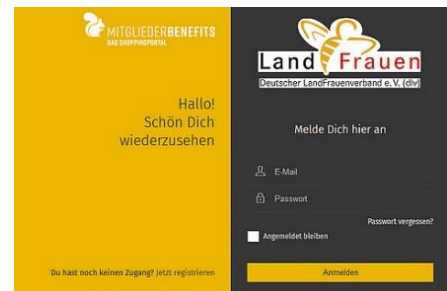 MITGLIEDERBENEFITS
DAS SHOPPINGPORTAL
Hallo!
Schön Dich
wiederzusehen
Du hast noch keinen Zugang? Jetzt registrieren
Land Frauen
Deutscher LandFrauenverband e.V. (dlv)
Melde Dich hier an
E-Mail
Passwort
Passwort vergessen?
Angemeldet bleiben
Anmelden